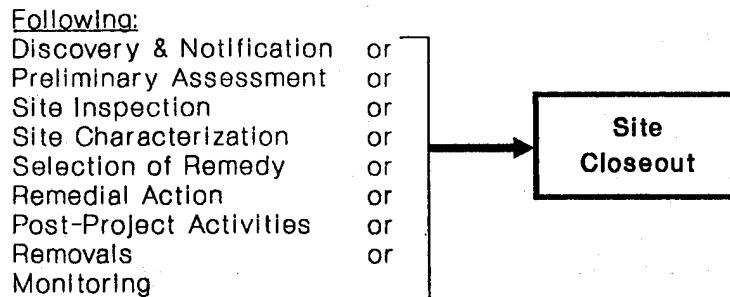 Following:
Discovery & Notification or
Preliminary Assessment or
Site Inspection or
Site Characterization or
Selection of Remedy or
Remedial Action or
Post-Project Activities or
Removals or
Monitoring
Site
Closeout